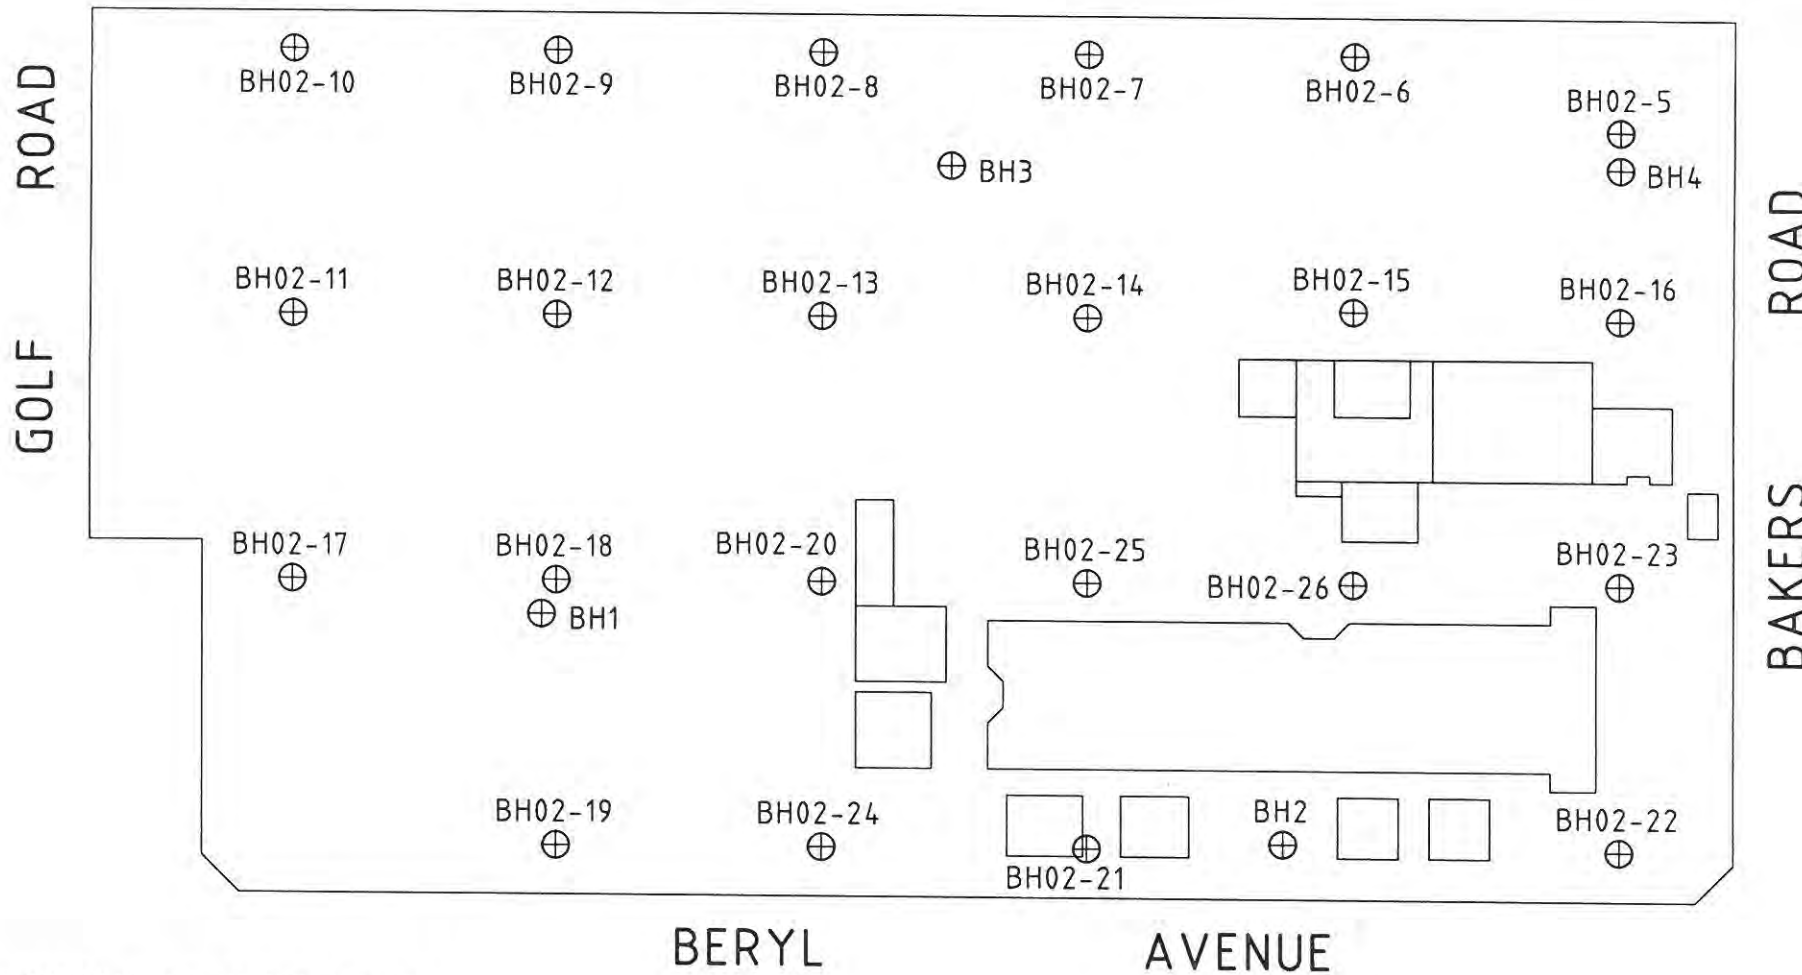 GOLF ROAD
BH02-10
BH02-9
BH02-8
BH02-7
BH02-6
BH02-5
BH3
BH4
BH02-11
BH02-12
BH02-13
BH02-14
BH02-15
BH02-16
BH02-17
BH02-18
BH02-20
BH02-25
BH02-26
BH02-23
BH1
BH02-19
BH02-24
BH02-21
BH2
BH02-22
BAKERS ROAD
BERYL AVENUE